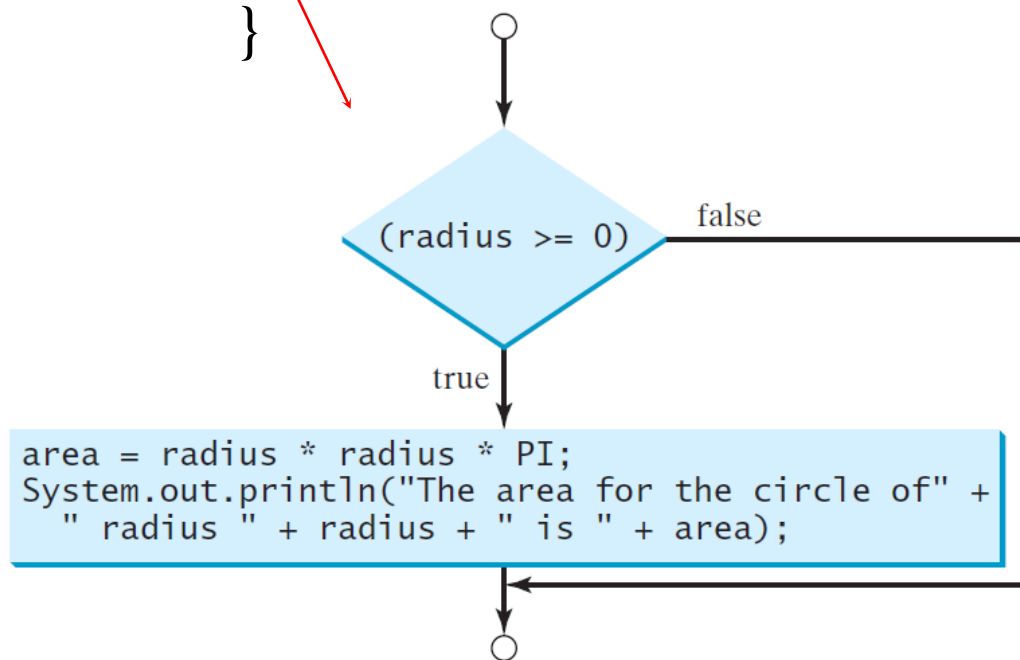 }
(radius >= 0)
false
true
area = radius * radius * PI;
System.out.println("The area for the circle of" +
" radius " + radius + " is " + area);